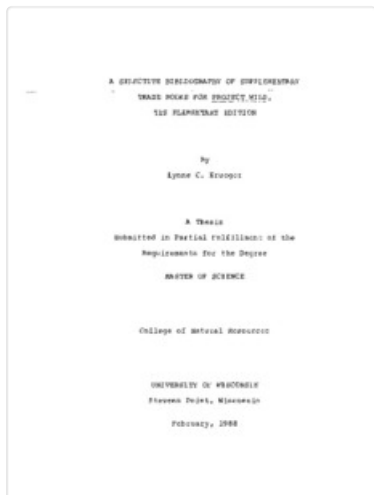 A SELECTIVE BIBLIOGRAPHY OF SUPPLEMENTARY
TRADE BOOKS FOR PROJECT WILD,
THE ELEMENTARY EDITION
By
Lynne C. Krueger
A Thesis
Submitted in Partial Fulfillment of the
Requirements for the Degree
MASTER OF SCIENCE
College of Natural Resources
UNIVERSITY OF WISCONSIN
Stevens Point, Wisconsin
February, 1988